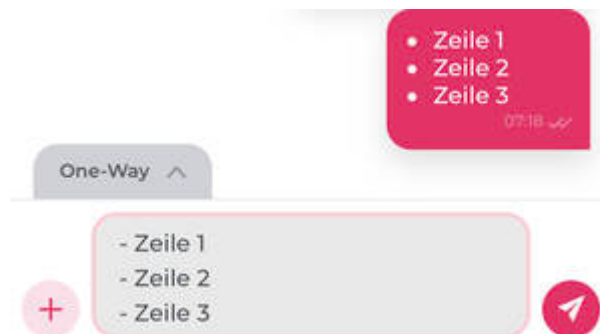 • Zeile 1
• Zeile 2
• Zeile 3
07:18
One-Way
- Zeile 1
- Zeile 2
- Zeile 3